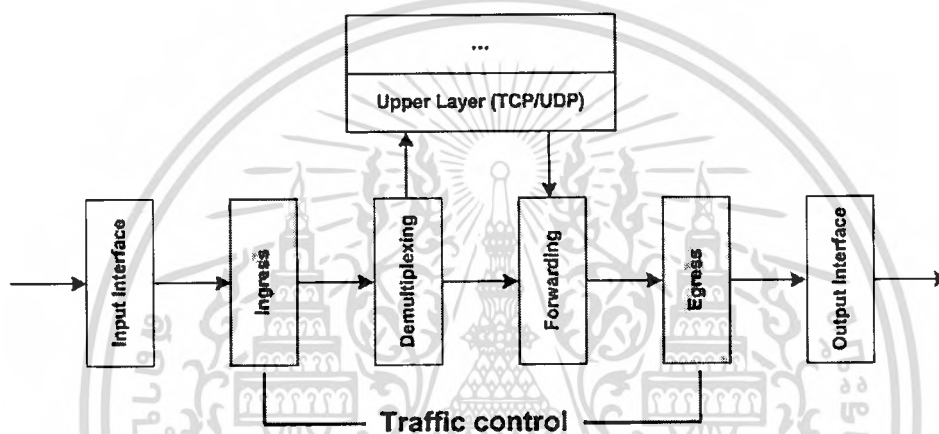 ...
Upper Layer (TCP/UDP)
Input Interface
Ingress
Demultiplexing
Forwarding
Egress
Output Interface
Traffic control